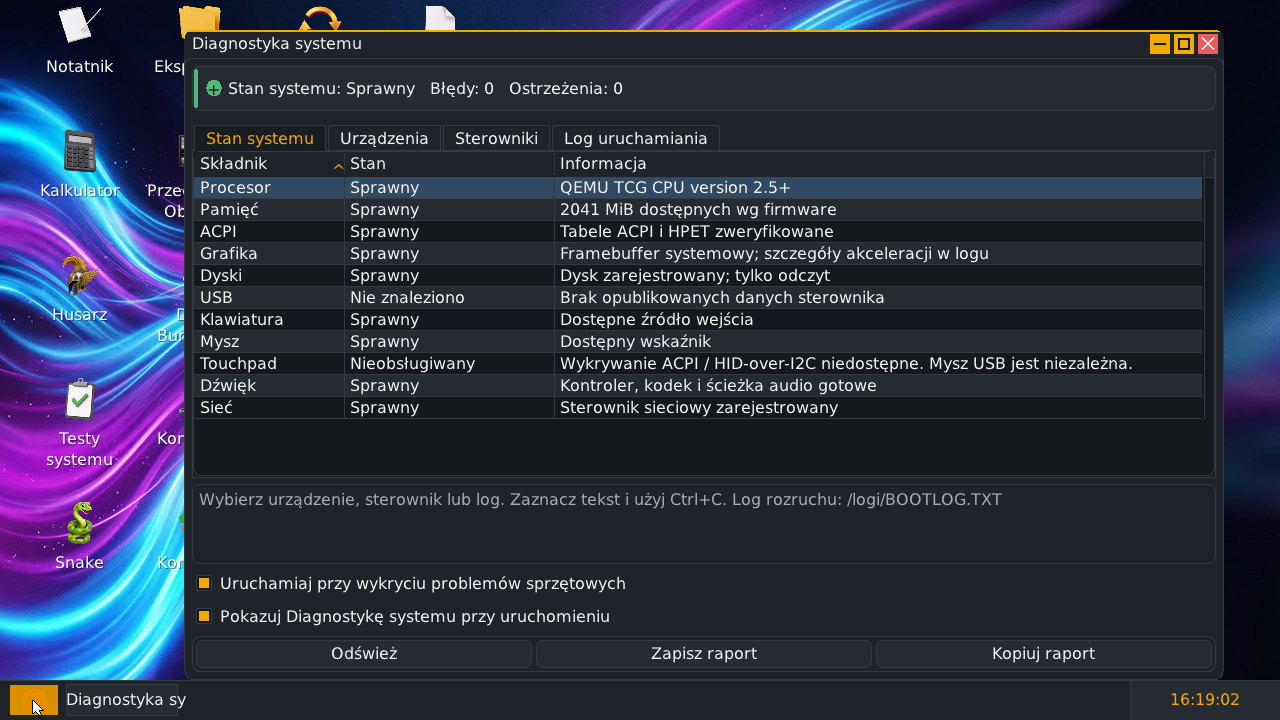 Notatnik
Eksp
Kalkulator
Husarz
Testy
systemu
Snake
Diagnostyka systemu
Stan systemu: Sprawny Błędy: 0 Ostrzeżenia: 0
Stan systemu Urządzenia Sterowniki Log uruchamiania
Składnik Stan Informacja
Procesor Sprawny QEMU TCG CPU version 2.5+
Pamięć Sprawny 2041 MiB dostępnych wg firmware
ACPI Sprawny Tabele ACPI i HPET zweryfikowane
Grafika Sprawny Framebuffer systemowy; szczegóły akceleracji w logu
Dyski Sprawny Dysk zarejestrowany; tylko odczyt
USB Nie znaleziono Brak opublikowanych danych sterownika
Klawiatura Sprawny Dostępne źródło wejścia
Mysz Sprawny Dostępny wskaźnik
Touchpad Nieobsługiwany Wykrywanie ACPI / HID-over-I2C niedostępne. Mysz USB jest niezależna.
Dźwięk Sprawny Kontroler, kodek i ścieżka audio gotowe
Sieć Sprawny Sterownik sieciowy zarejestrowany
Wybierz urządzenie, sterownik lub log. Zaznacz tekst i użyj Ctrl+C. Log rozruchu: /logi/BOOTLOG.TXT
Uruchamiaj przy wykryciu problemów sprzętowych
Pokazuj Diagnostykę systemu przy uruchomieniu
Odśwież Zapisz raport Kopiuj raport
Diagnostyka sy
16:19:02